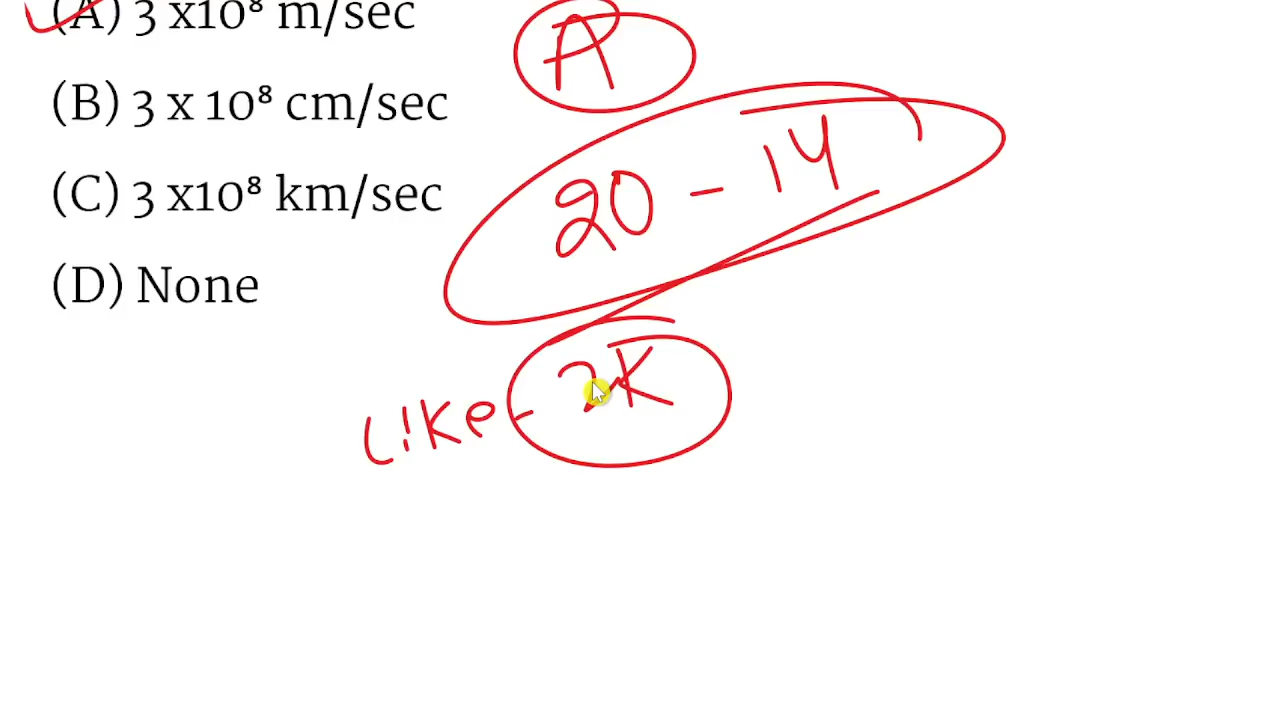 (A) 3 x10⁸ m/sec
A
(B) 3 x 10⁸ cm/sec
20 - 14
(C) 3 x10⁸ km/sec
(D) None
Like - 2K